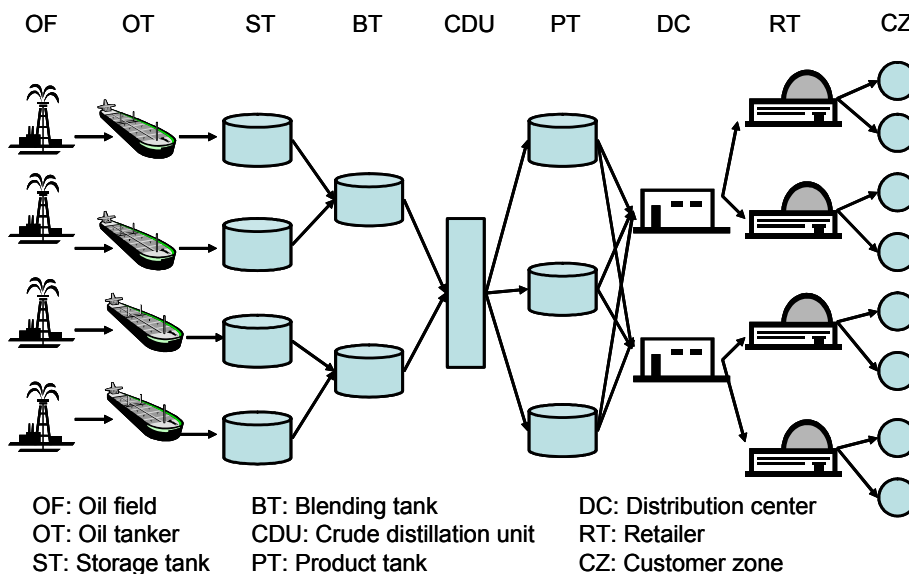 OF OT ST BT CDU PT DC RT CZ
OF: Oil field BT: Blending tank DC: Distribution center
OT: Oil tanker CDU: Crude distillation unit RT: Retailer
ST: Storage tank PT: Product tank CZ: Customer zone